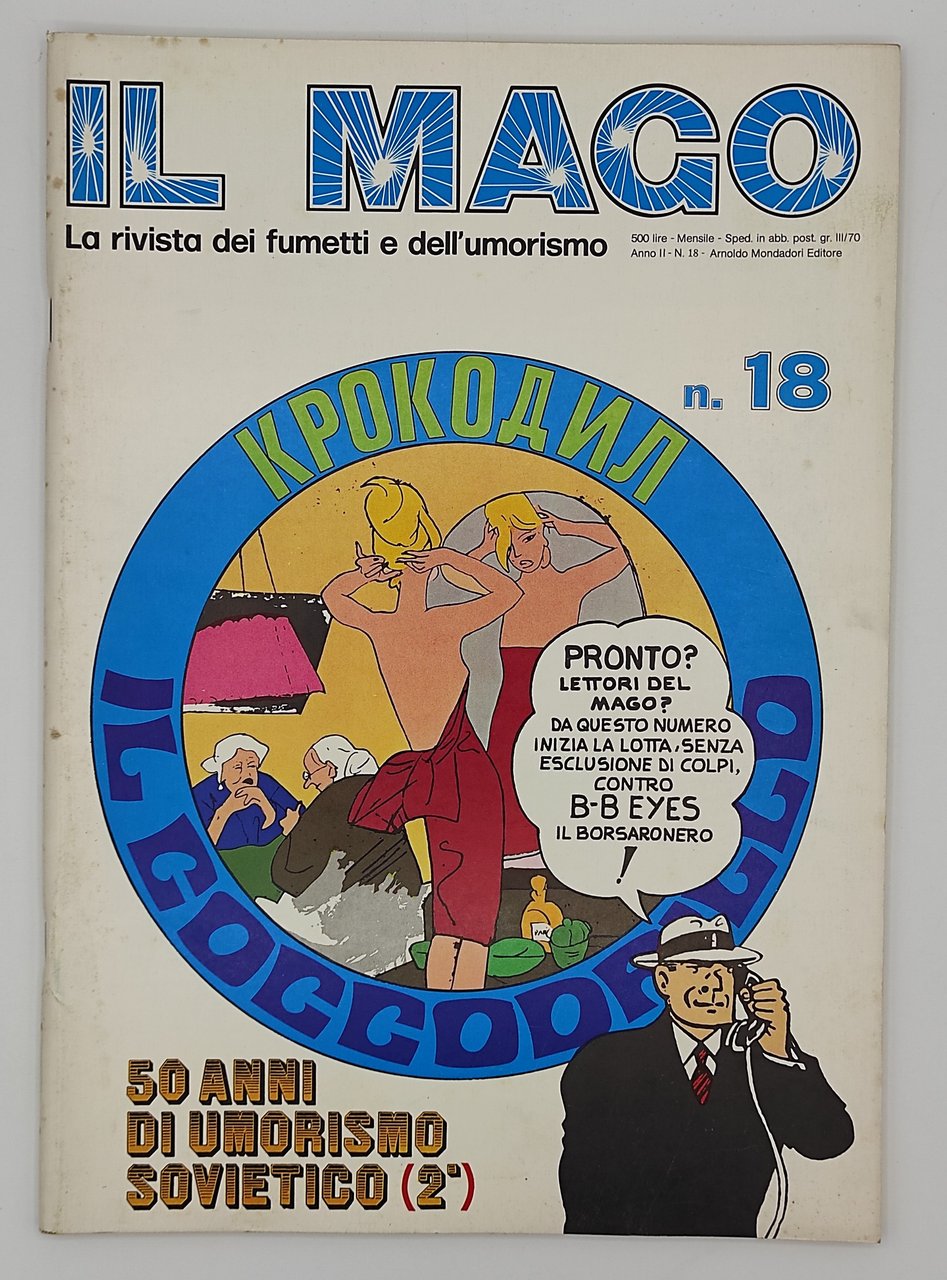 IL MAGO
La rivista dei fumetti e dell'umorismo
500 lire - Mensile - Sped. in abb. post. gr. III/70
Anno II - N. 18 - Arnoldo Mondadori Editore
n. 18
КРОКОДИЛ
IL COCCODRILLO
PRONTO?
LETTORI DEL
MAGO?
DA QUESTO NUMERO
INIZIA LA LOTTA, SENZA
ESCLUSIONE DI COLPI,
CONTRO
B-B EYES
IL BORSARONERO
!
50 ANNI
DI UMORISMO
SOVIETICO (2ª)